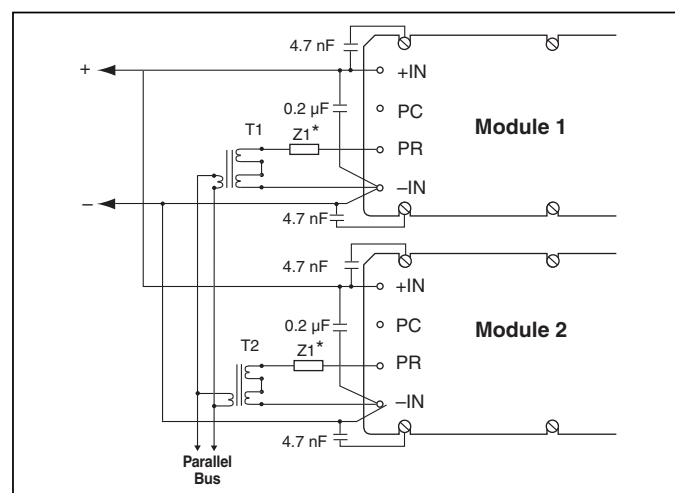 4.7 nF
+
+IN
0.2 µF
PC
T1
Z1*
Module 1
PR
–
–IN
4.7 nF
4.7 nF
+IN
0.2 µF
PC
T2
Z1*
Module 2
PR
–IN
4.7 nF
Parallel
Bus